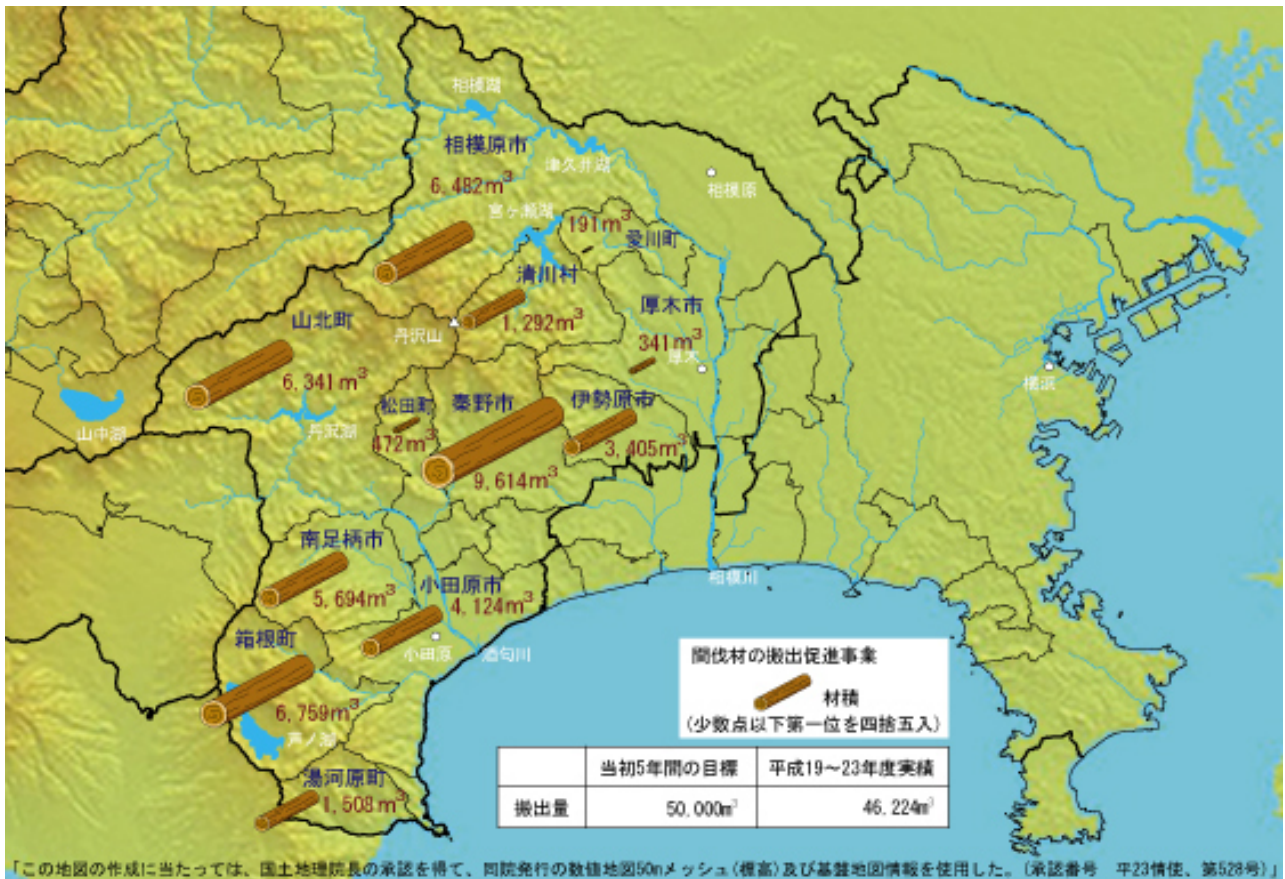 相模湖
相模原市
6,482m³
津久井湖
相模原
宮ヶ瀬湖
191m³
愛川町
清川村
1,292m³
厚木市
341m³
厚木
山北町
6,341m³
丹沢山
山中湖
丹沢湖
松田町
472m³
秦野市
9,614m³
伊勢原市
3,405m³
横浜
南足柄市
5,694m³
小田原市
4,124m³
小田原
酒匂川
相模川
箱根町
6,759m³
芦ノ湖
湯河原町
1,508m³
間伐材の搬出促進事業
材積
(少数点以下第一位を四捨五入)
当初5年間の目標 平成19～23年度実績
搬出量 50,000m³ 46,224m³
「この地図の作成に当たっては、国土地理院長の承認を得て、同院発行の数値地図50mメッシュ(標高)及び基盤地図情報を使用した。(承認番号 平23情使、第528号)」